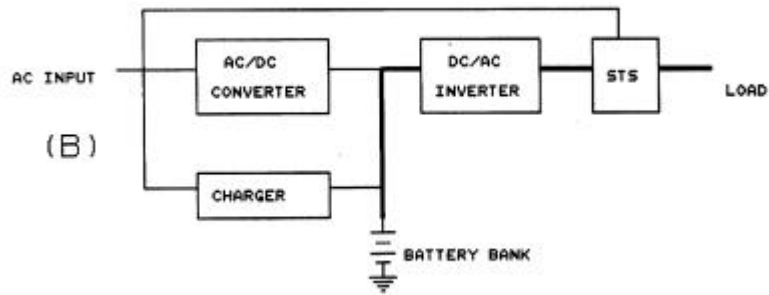 AC INPUT
AC/DC
CONVERTER
DC/AC
INVERTER
STS
LOAD
(B)
CHARGER
BATTERY BANK